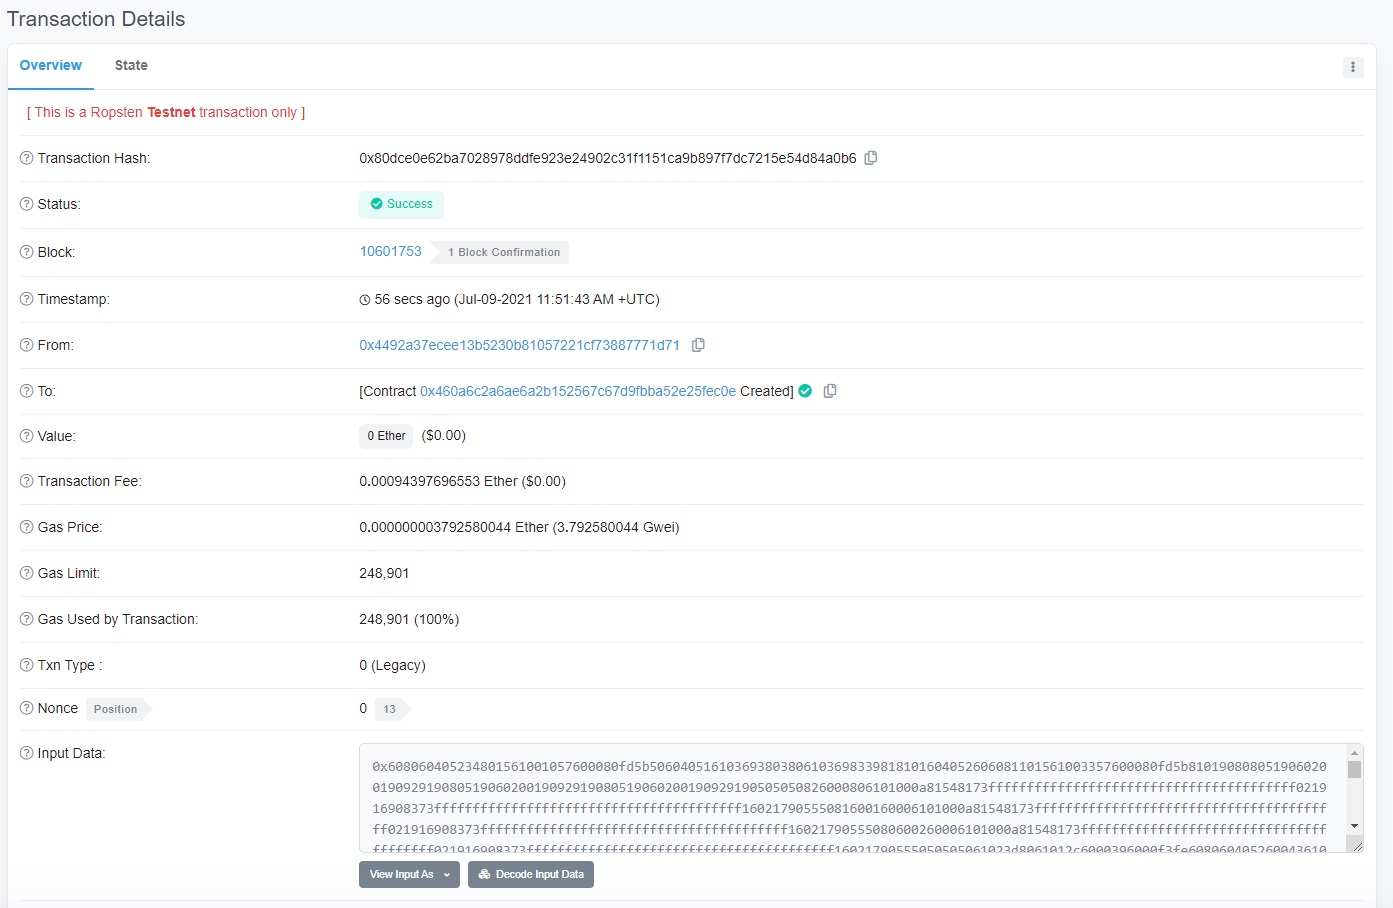 Transaction Details
Overview State
[ This is a Ropsten Testnet transaction only ]
Transaction Hash: 0x80dce0e62ba7028978ddfe923e24902c31f1151ca9b897f7dc7215e54d84a0b6
Status: Success
Block: 10601753 1 Block Confirmation
Timestamp: 56 secs ago (Jul-09-2021 11:51:43 AM +UTC)
From: 0x4492a37ecee13b5230b81057221cf73887771d71
To: [Contract 0x460a6c2a6ae6a2b152567c67d9fbba52e25fec0e Created]
Value: 0 Ether ($0.00)
Transaction Fee: 0.00094397696553 Ether ($0.00)
Gas Price: 0.000000003792580044 Ether (3.792580044 Gwei)
Gas Limit: 248,901
Gas Used by Transaction: 248,901 (100%)
Txn Type : 0 (Legacy)
Nonce Position 0 13
Input Data:
View Input As Decode Input Data